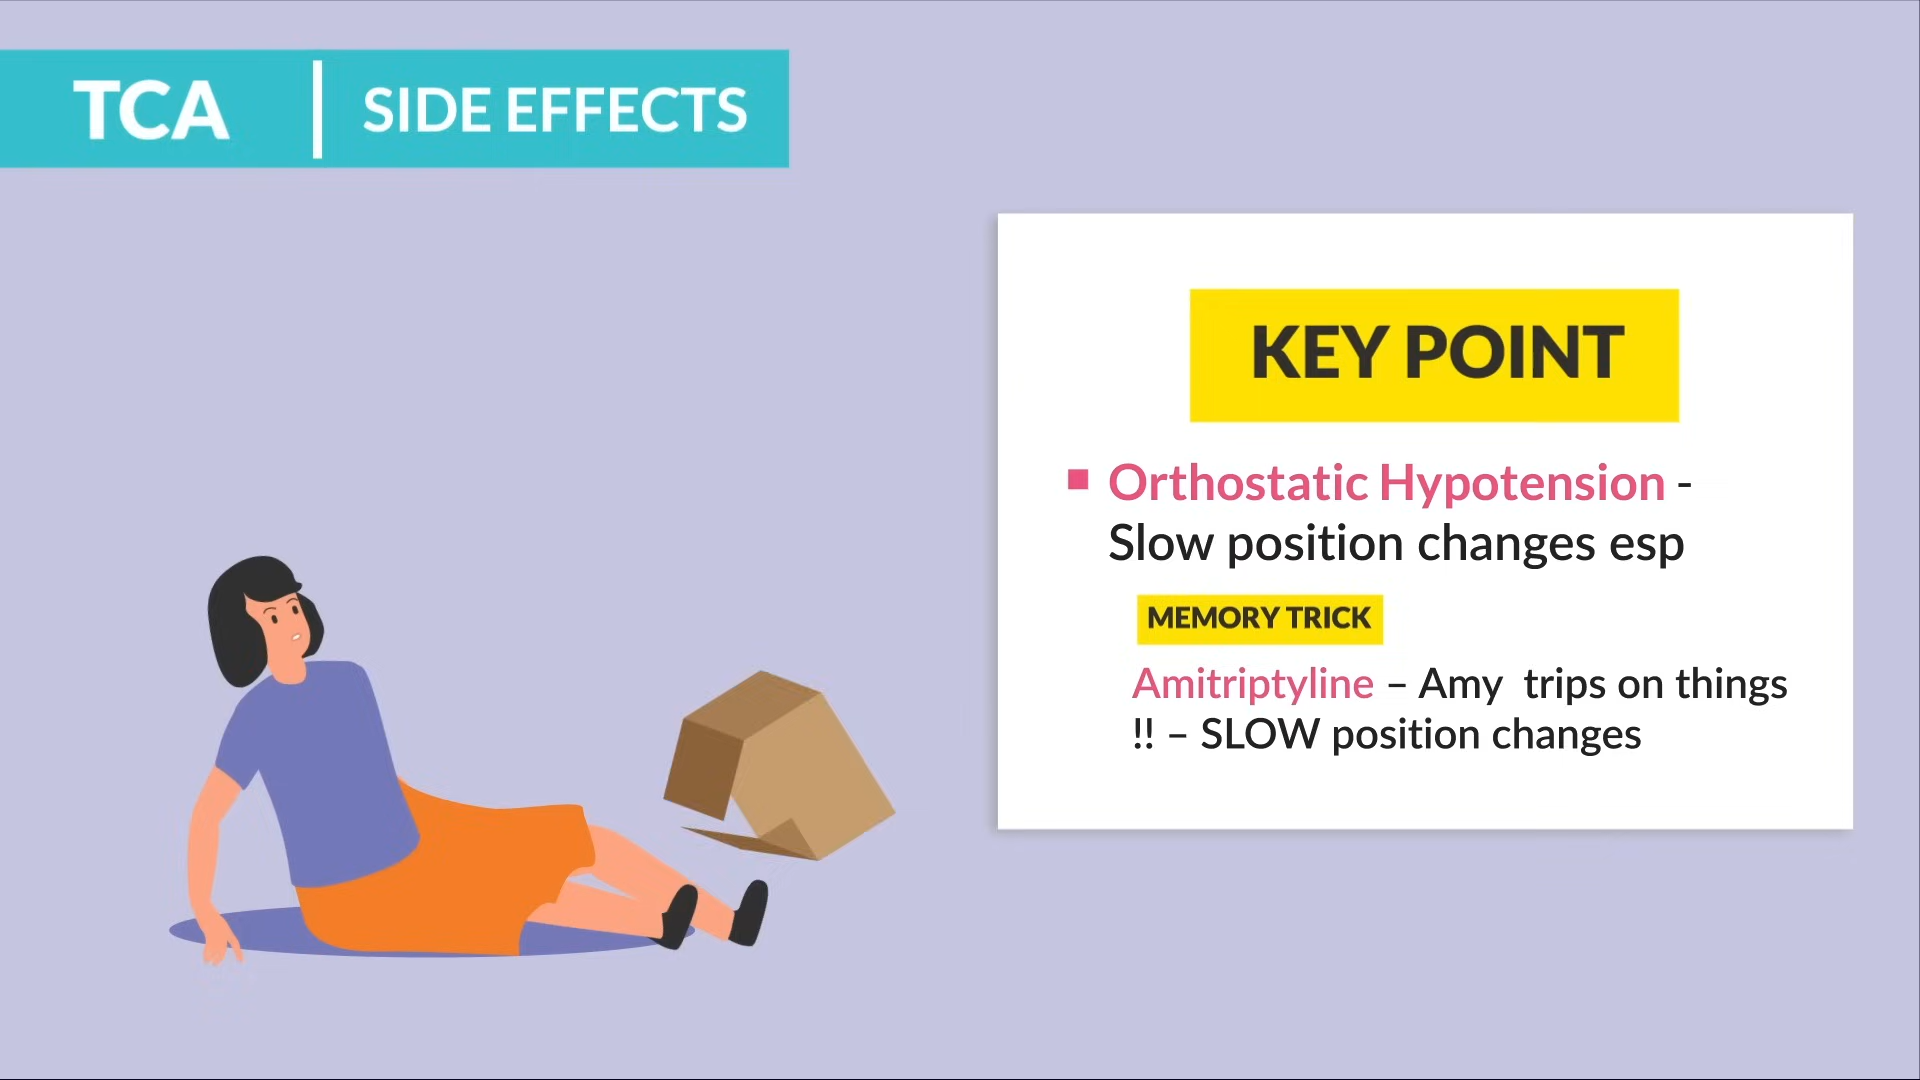 TCA | SIDE EFFECTS
KEY POINT
▪ Orthostatic Hypotension -
Slow position changes esp
MEMORY TRICK
Amitriptyline – Amy  trips on things
!! – SLOW position changes